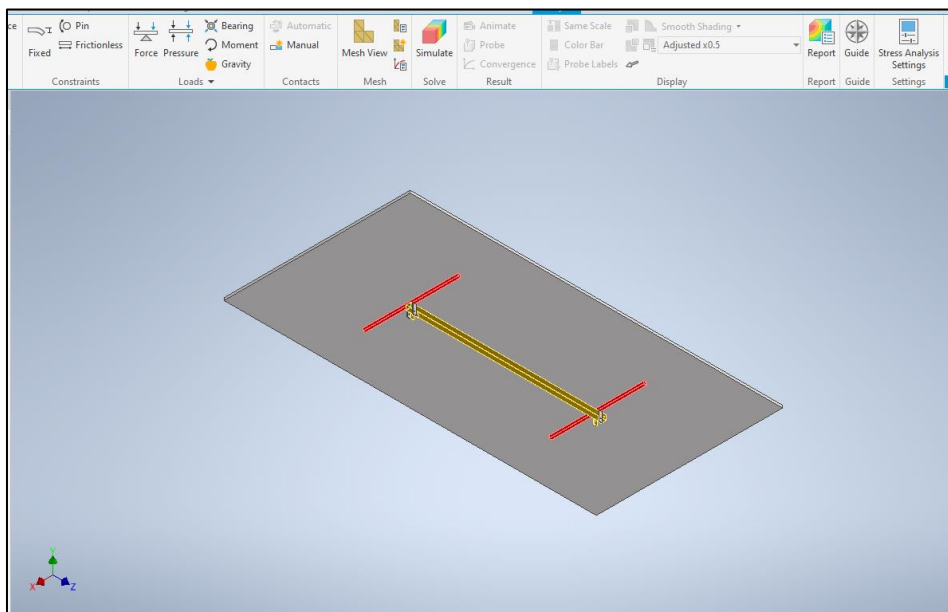 ce
Fixed
Pin
Frictionless
Constraints
Force
Pressure
Bearing
Moment
Gravity
Loads
Automatic
Manual
Contacts
Mesh View
Mesh
Simulate
Solve
Animate
Probe
Convergence
Result
Same Scale
Color Bar
Probe Labels
Smooth Shading
Adjusted x0.5
Display
Report
Report
Guide
Guide
Stress Analysis
Settings
Settings
Y
X
Z